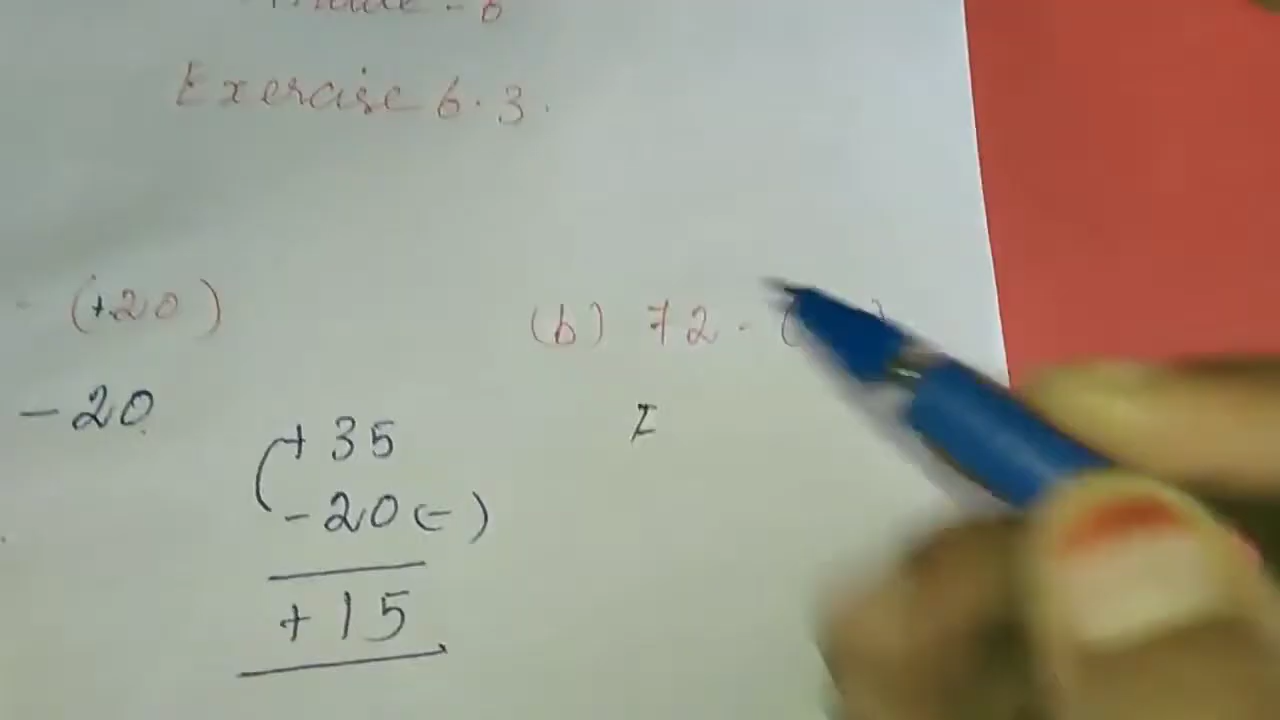 Exercise 6.3.
- (+20)
- 20
+ 35
- 20 (-)
+ 15
(b) 72 - (
=